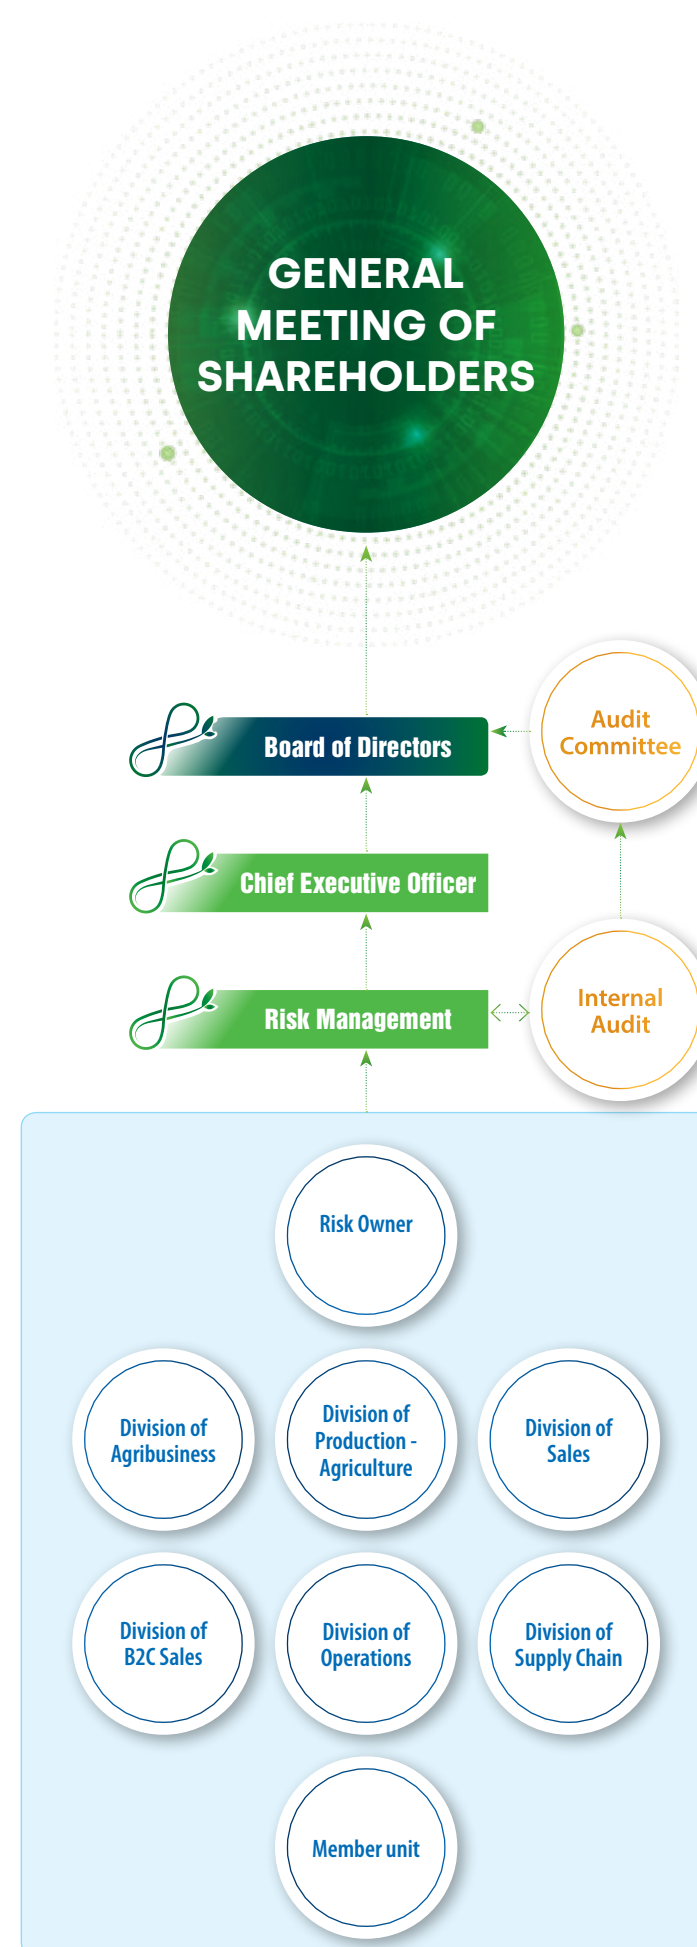 GENERAL
MEETING OF
SHAREHOLDERS
Board of Directors
Audit
Committee
Chief Executive Officer
Risk Management
Internal
Audit
Risk Owner
Division of
Agribusiness
Division of
Production -
Agriculture
Division of
Sales
Division of
B2C Sales
Division of
Operations
Division of
Supply Chain
Member unit